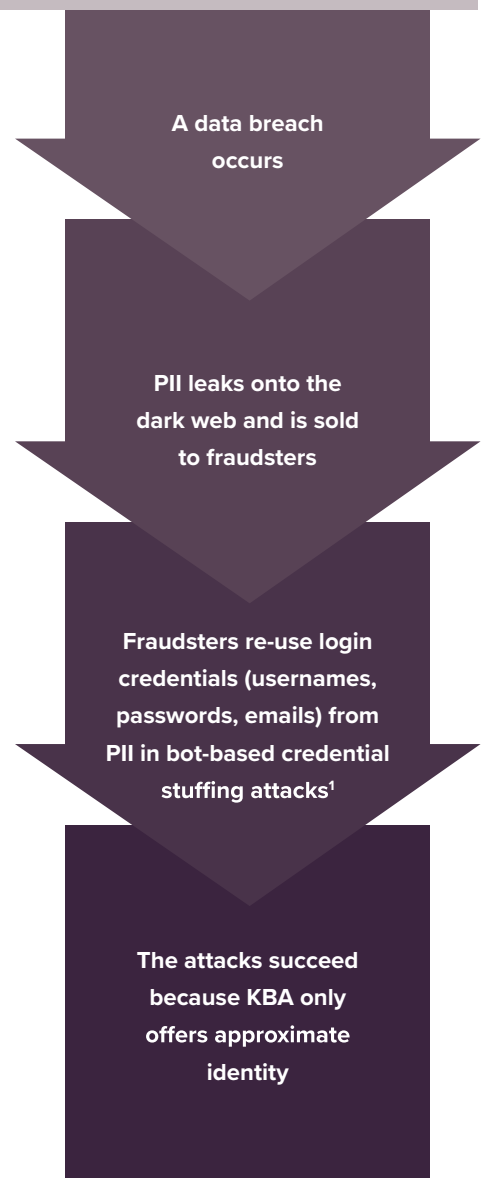 A data breach
occurs
PII leaks onto the
dark web and is sold
to fraudsters
Fraudsters re-use login
credentials (usernames,
passwords, emails) from
PII in bot-based credential
stuffing attacks¹
The attacks succeed
because KBA only
offers approximate
identity